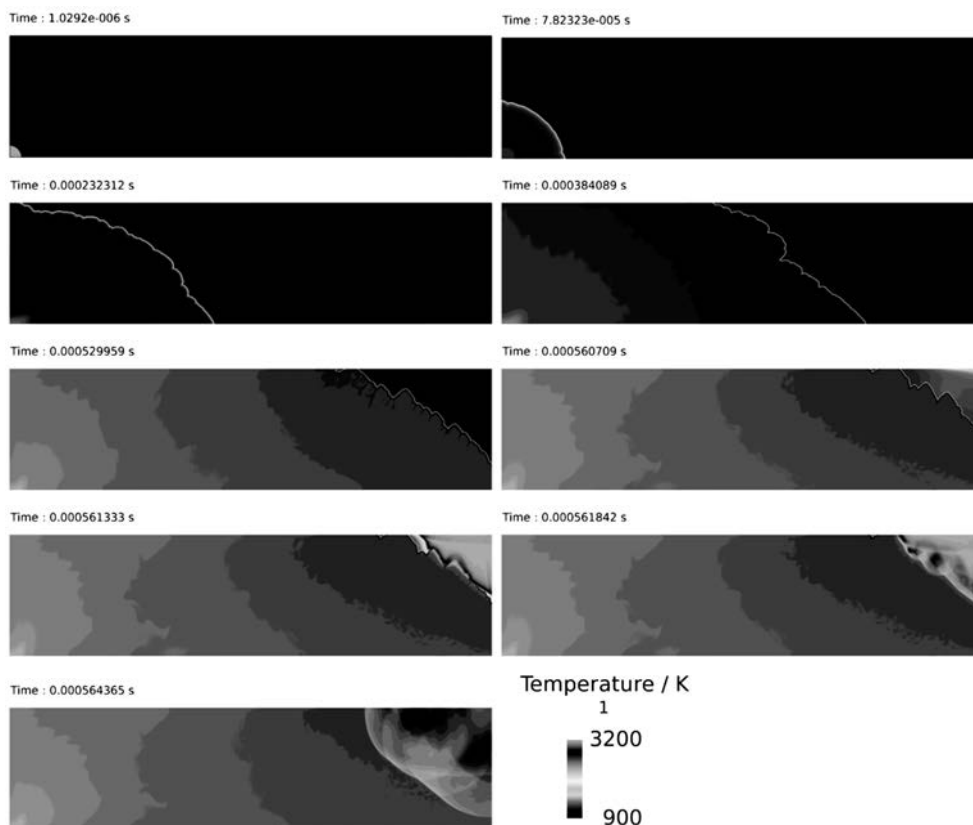 Time : 1.0292e-006 s
Time : 7.82323e-005 s
Time : 0.000232312 s
Time : 0.000384089 s
Time : 0.000529959 s
Time : 0.000560709 s
Time : 0.000561333 s
Time : 0.000561842 s
Time : 0.000564365 s
Temperature / K
1
3200
900